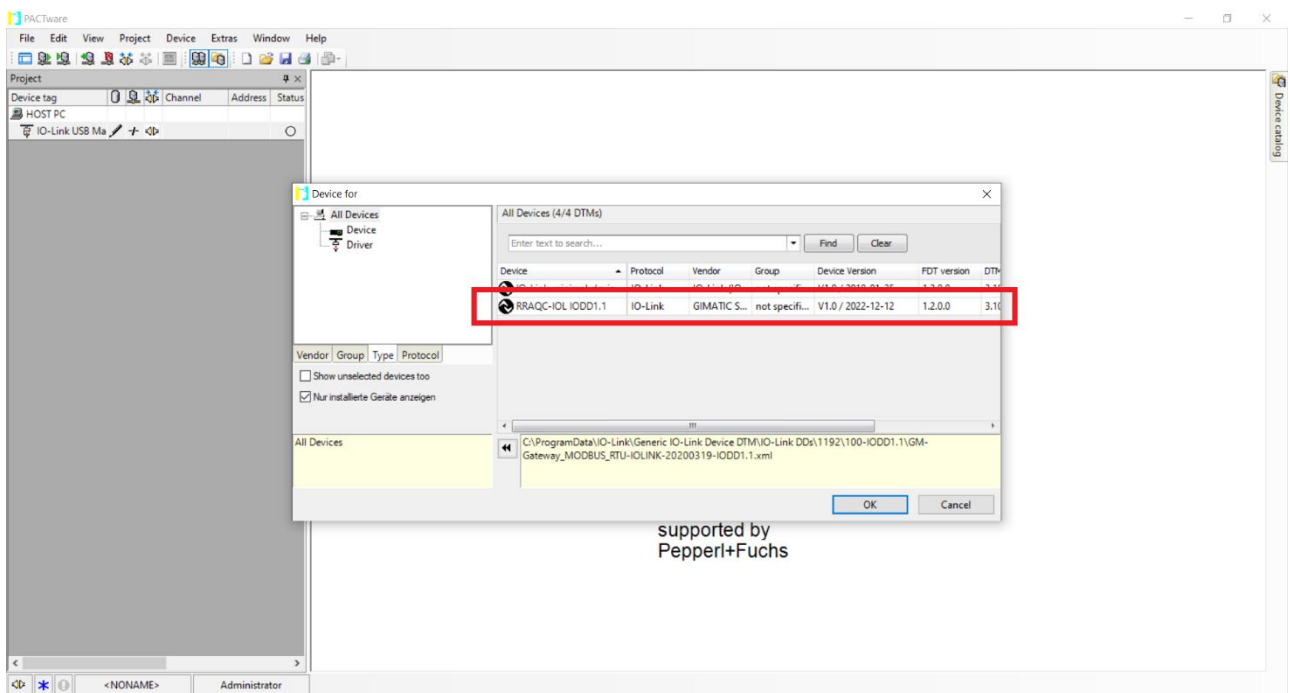 PACTware
File Edit View Project Device Extras Window Help
Project
Device tag Channel Address Status
HOST PC
IO-Link USB Ma
Device catalog
Device for
All Devices
Device
Driver
All Devices (4/4 DTMs)
Enter text to search...
Find Clear
Device Protocol Vendor Group Device Version FDT version DTM
RRAQC-IOL IODD1.1 IO-Link GIMATIC S... not specifi... V1.0 / 2022-12-12 1.2.0.0 3.10
Vendor Group Type Protocol
Show unselected devices too
Nur installierte Geräte anzeigen
All Devices
C:\ProgramData\IO-Link\Generic IO-Link Device DTM\IO-Link DDs\1192\100-IODD1.1\GM-
Gateway_MODBUS_RTU-IOLINK-20200319-IODD1.1.xml
OK Cancel
supported by
Pepperl+Fuchs
<NONAME> Administrator